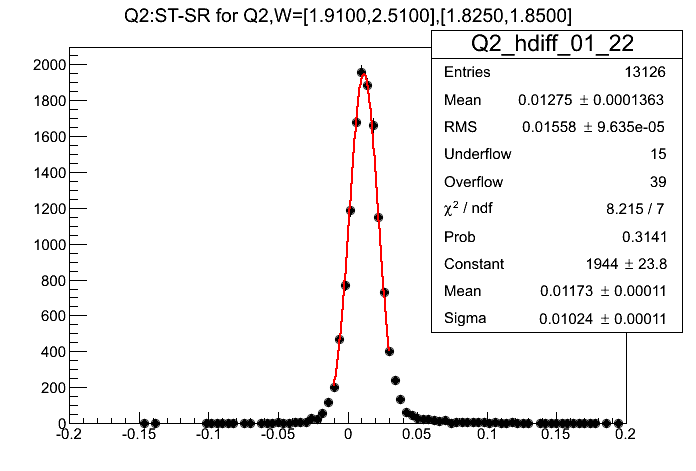 Q2:ST-SR for Q2,W=[1.9100,2.5100],[1.8250,1.8500]
Q2_hdiff_01_22
Entries 13126
Mean 0.01275 ± 0.0001363
RMS 0.01558 ± 9.635e-05
Underflow 15
Overflow 39
χ² / ndf 8.215 / 7
Prob 0.3141
Constant 1944 ± 23.8
Mean 0.01173 ± 0.00011
Sigma 0.01024 ± 0.00011
2000
1800
1600
1400
1200
1000
800
600
400
200
0
-0.2 -0.15 -0.1 -0.05 0 0.05 0.1 0.15 0.2